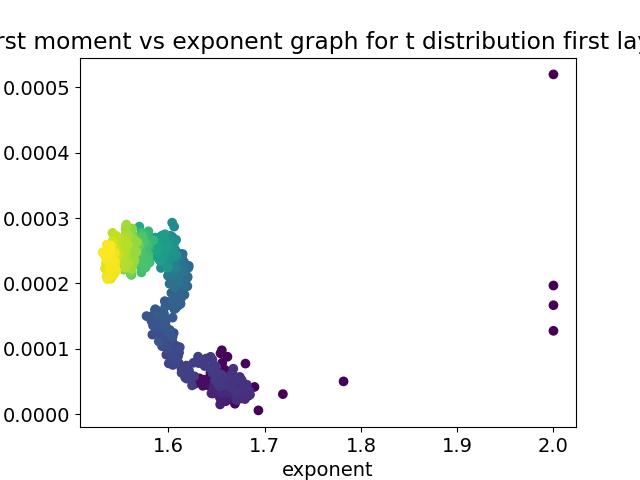 rst moment vs exponent graph for t distribution first lay
0.0005
0.0004
0.0003
0.0002
0.0001
0.0000
1.6 1.7 1.8 1.9 2.0
exponent